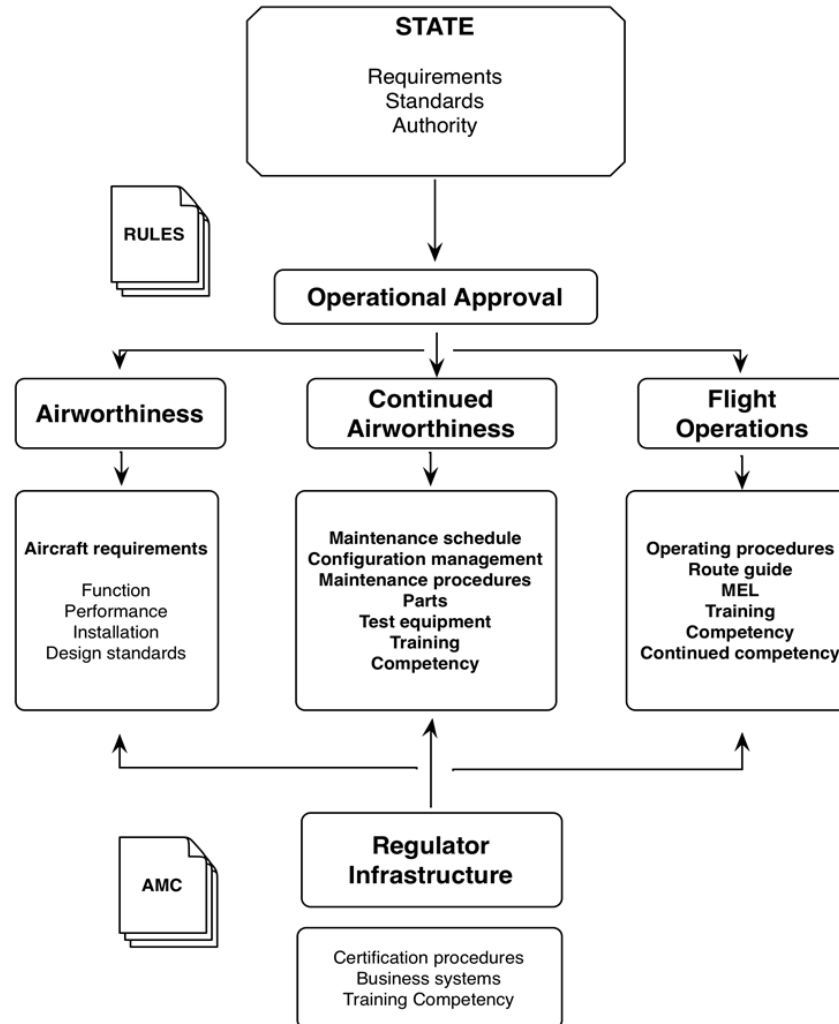 STATE
Requirements
Standards
Authority
RULES
Operational Approval
Airworthiness
Continued
Airworthiness
Flight
Operations
Aircraft requirements
Function
Performance
Installation
Design standards
Maintenance schedule
Configuration management
Maintenance procedures
Parts
Test equipment
Training
Competency
Operating procedures
Route guide
MEL
Training
Competency
Continued competency
AMC
Regulator
Infrastructure
Certification procedures
Business systems
Training Competency